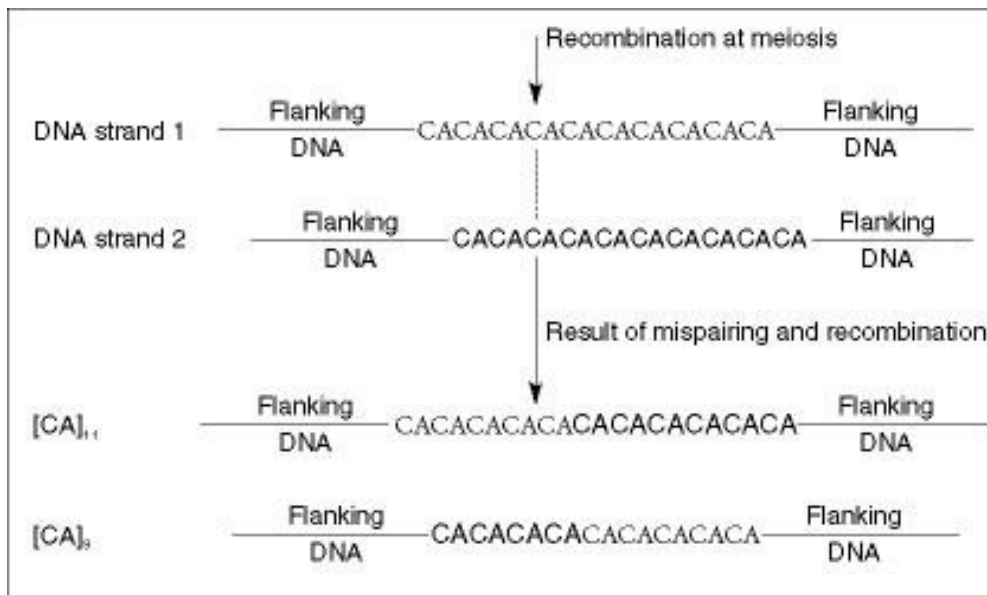 Recombination at meiosis
DNA strand 1
Flanking
DNA
CACACACACACACACACACA
Flanking
DNA
DNA strand 2
Flanking
DNA
CACACACACACACACACACA
Flanking
DNA
Result of mispairing and recombination
[CA]₁₁
Flanking
DNA
CACACACACACACACACACACA
Flanking
DNA
[CA]₉
Flanking
DNA
CACACACACACACACACA
Flanking
DNA